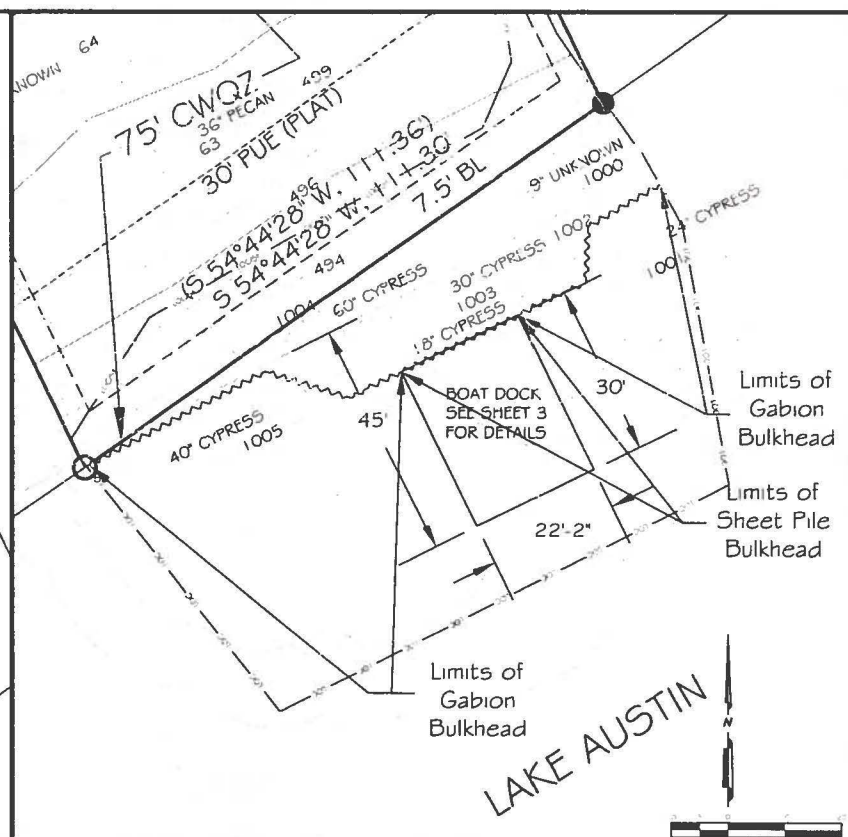 64
75' CWQZ
36" PECAN
63
499
30' PUE (PLAT)
496
(S 54°44'28" W, 111.36')
S 54°44'28" W, 111.30
494
7.5' BL
9" UNKNOWN
1000
24" CYPRESS
1001
1002
30" CYPRESS
1003
18" CYPRESS
60" CYPRESS
1004
40" CYPRESS
1005
BOAT DOCK
SEE SHEET 3
FOR DETAILS
45'
30'
22'-2"
Limits of
Gabion
Bulkhead
Limits of
Sheet Pile
Bulkhead
Limits of
Gabion
Bulkhead
LAKE AUSTIN
N